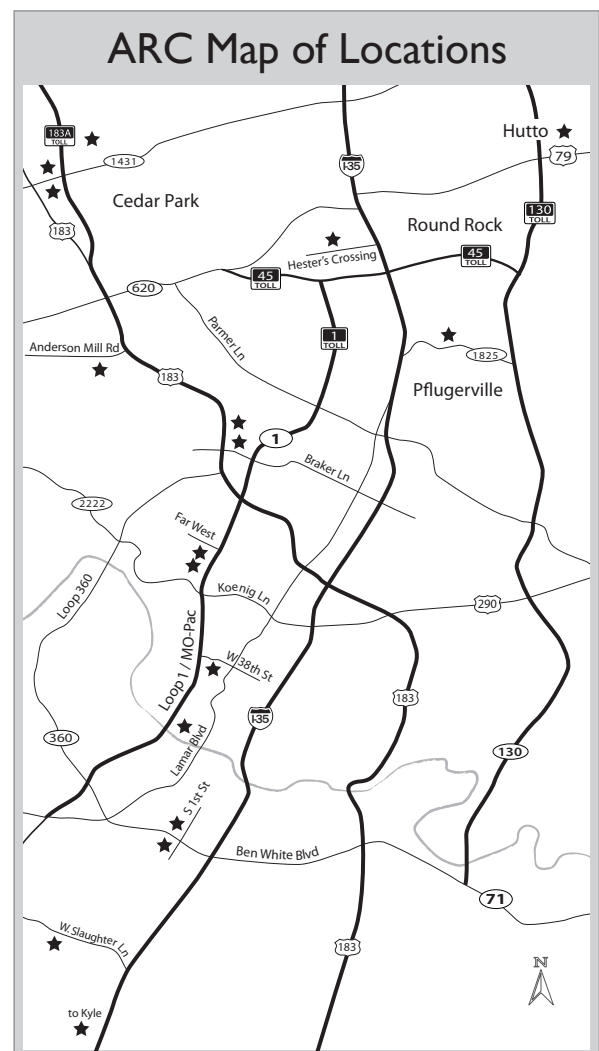 ARC Map of Locations
183A
TOLL
1431
I-35
Hutto
79
Cedar Park
183
130
TOLL
Round Rock
Hester's Crossing
45
TOLL
45
TOLL
620
Parmer Ln
1
TOLL
Anderson Mill Rd
183
1825
Pflugerville
1
Braker Ln
2222
Far West
Loop 360
Koenig Ln
290
Loop 1 / MO-Pac
W 38th St
183
I-35
360
Lamar Blvd
130
S 1st St
Ben White Blvd
71
W. Slaughter Ln
183
N
to Kyle